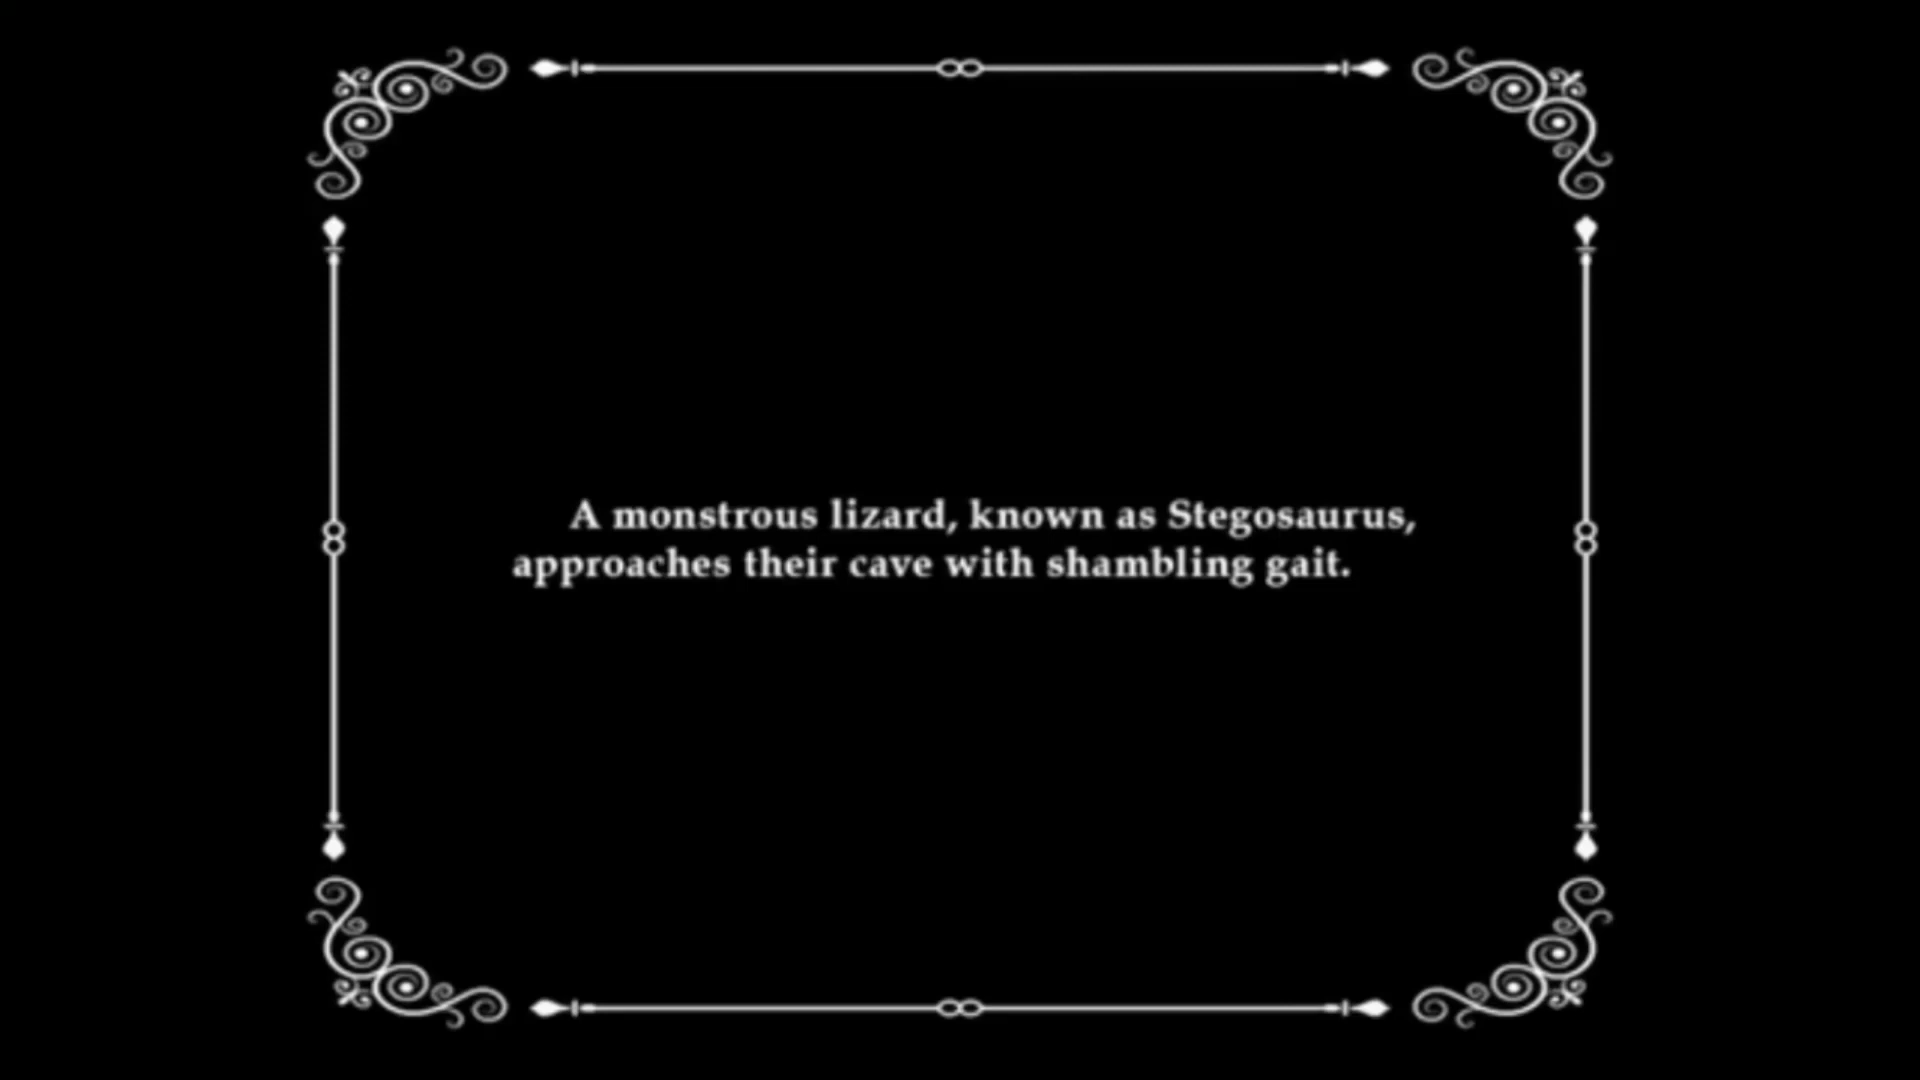 A monstrous lizard, known as Stegosaurus,
approaches their cave with shambling gait.